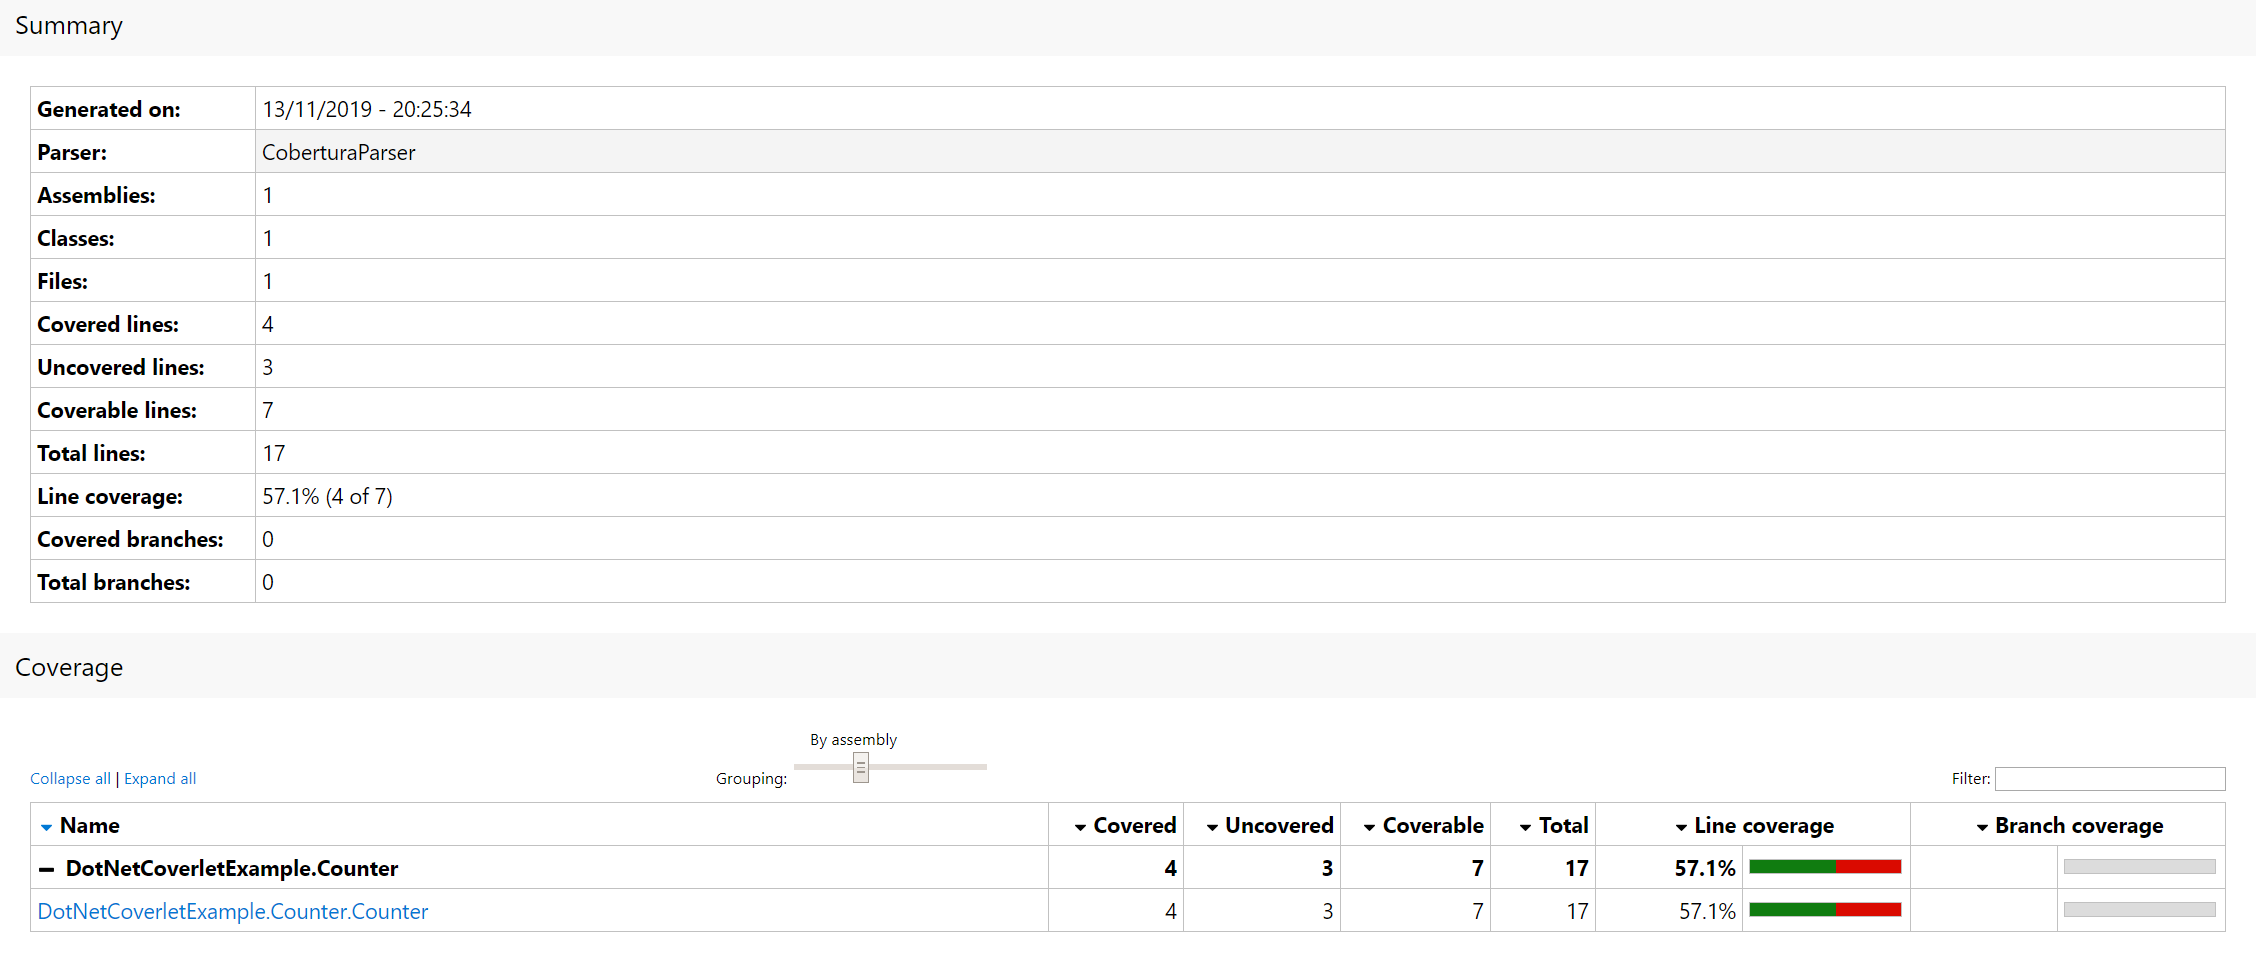 Summary
Generated on: 13/11/2019 - 20:25:34
Parser: CoberturaParser
Assemblies: 1
Classes: 1
Files: 1
Covered lines: 4
Uncovered lines: 3
Coverable lines: 7
Total lines: 17
Line coverage: 57.1% (4 of 7)
Covered branches: 0
Total branches: 0
Coverage
By assembly
Collapse all | Expand all Grouping: Filter:
Name Covered Uncovered Coverable Total Line coverage Branch coverage
DotNetCoverletExample.Counter 4 3 7 17 57.1%
DotNetCoverletExample.Counter.Counter 4 3 7 17 57.1%